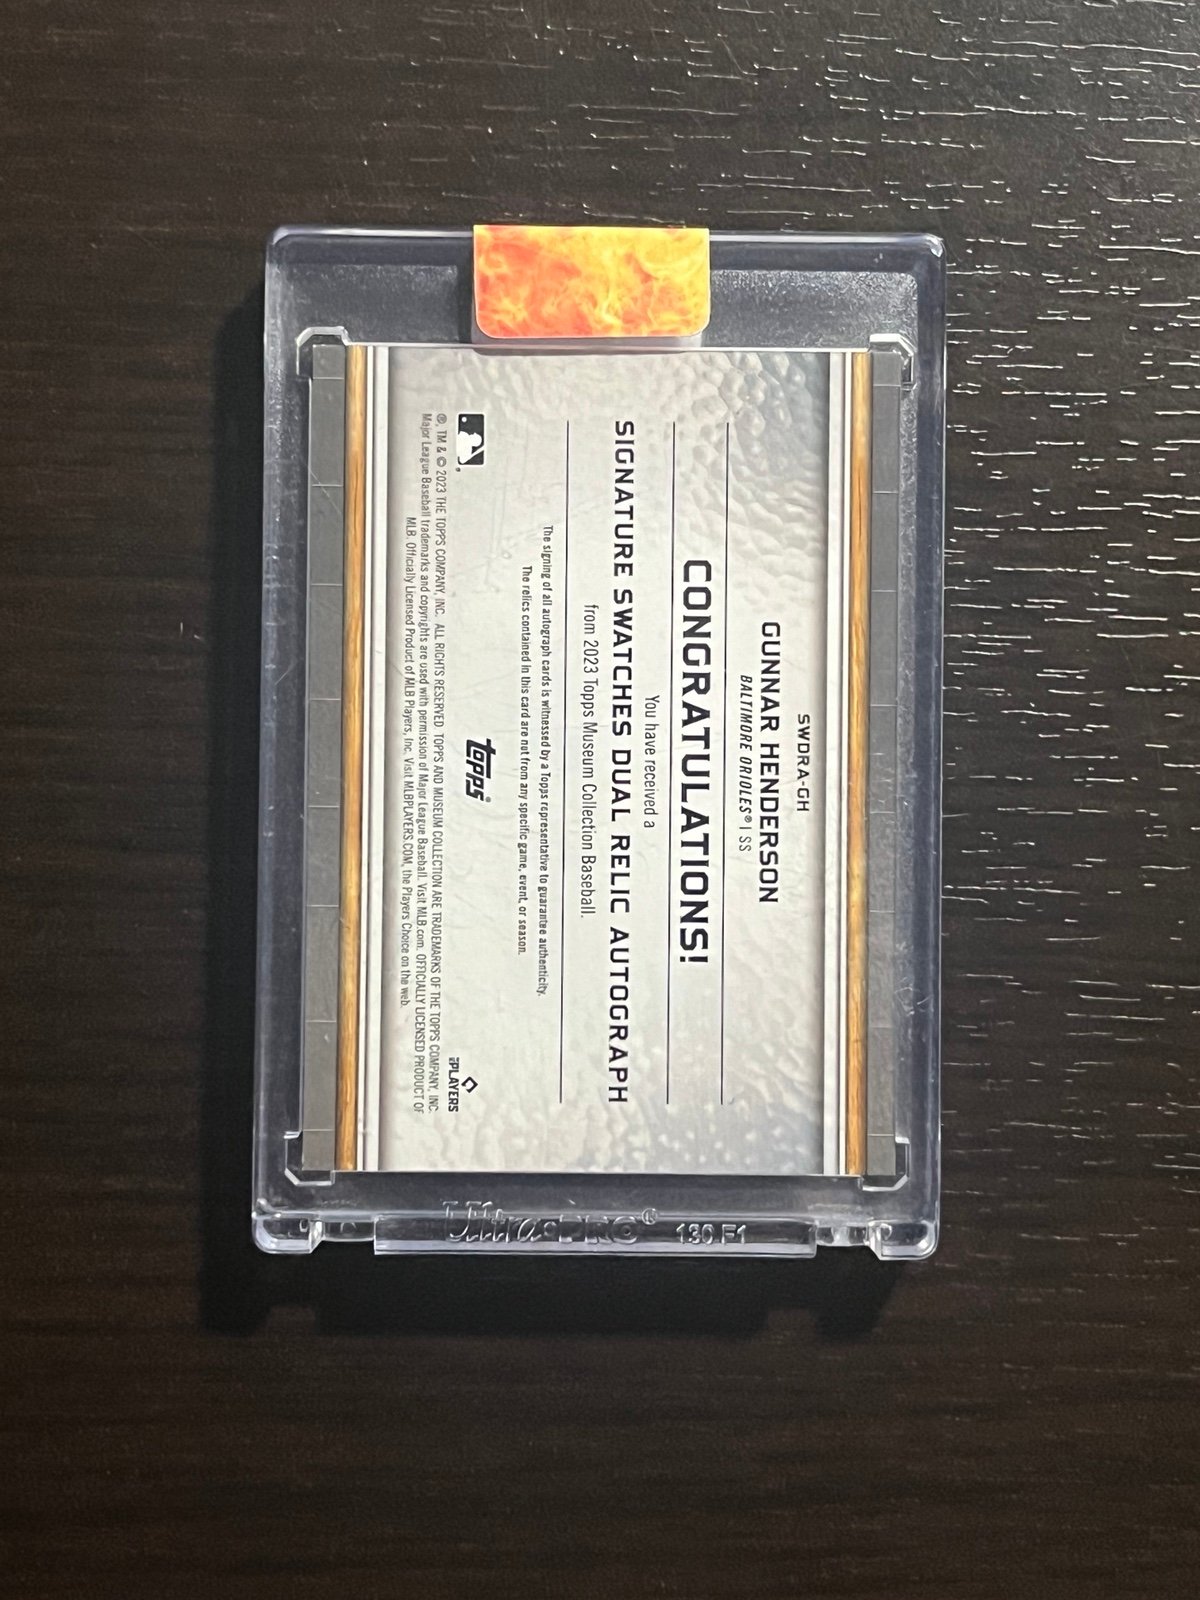 SWDRA-GH
GUNNAR HENDERSON
BALTIMORE ORIOLES® | SS
CONGRATULATIONS!
You have received a
SIGNATURE SWATCHES DUAL RELIC AUTOGRAPH
from 2023 Topps Museum Collection Baseball.
The signing of all autograph cards is witnessed by a Topps representative to guarantee authenticity.
The relics contained in this card are not from any specific game, event, or season.
topps®
MLB PLAYERS
®, TM & © 2023 THE TOPPS COMPANY, INC. ALL RIGHTS RESERVED. TOPPS AND MUSEUM COLLECTION ARE TRADEMARKS OF THE TOPPS COMPANY, INC.
Major League Baseball trademarks and copyrights are used with permission of Major League Baseball. Visit MLB.com. OFFICIALLY LICENSED PRODUCT OF
MLB. Officially Licensed Product of MLB Players, Inc. Visit MLBPLAYERS.COM, the Players Choice on the web.
Ultra PRO® 130.F1